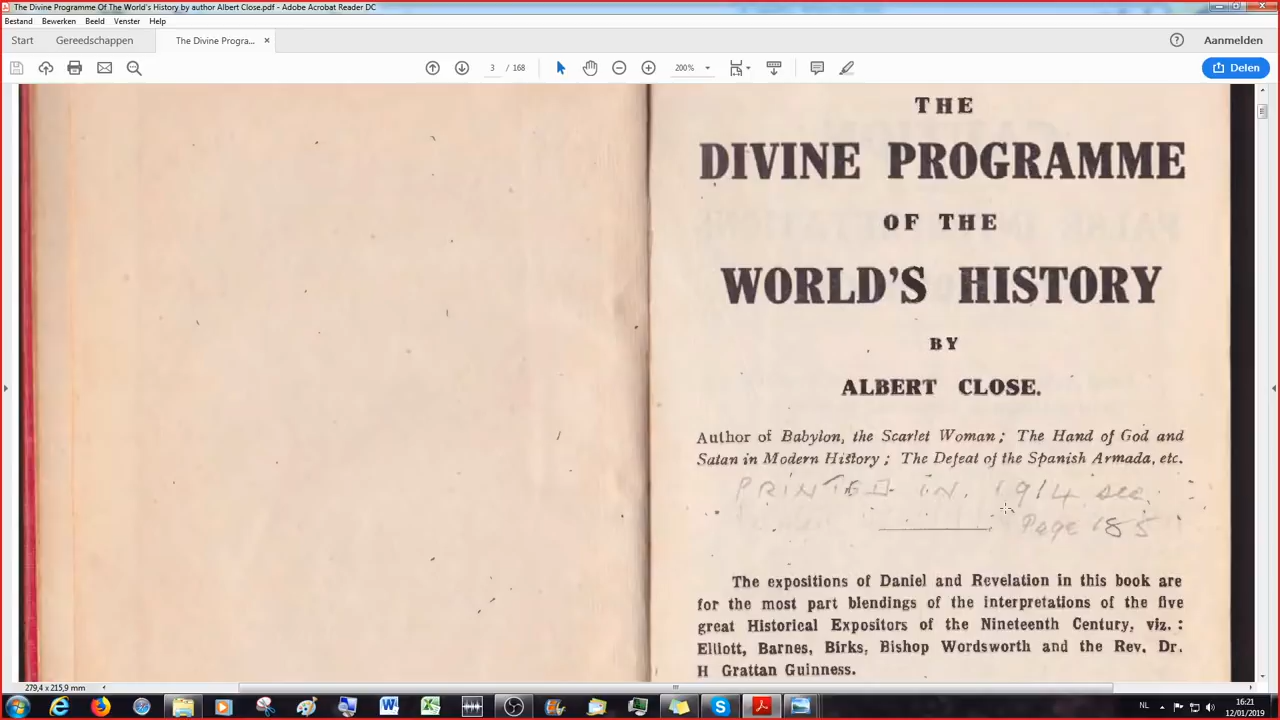 The Divine Programme Of The World's History by author Albert Close.pdf - Adobe Acrobat Reader DC
Bestand Bewerken Beeld Venster Help
Start Gereedschappen The Divine Progra... × Aanmelden
3 / 168 200% Delen
THE
DIVINE PROGRAMME
OF THE
WORLD'S HISTORY
BY
ALBERT CLOSE.
Author of Babylon, the Scarlet Woman; The Hand of God and
Satan in Modern History; The Defeat of the Spanish Armada, etc.
PRINTED IN. 1914 see
Page 185
The expositions of Daniel and Revelation in this book are
for the most part blendings of the interpretations of the five
great Historical Expositors of the Nineteenth Century, viz. :
Elliott, Barnes, Birks, Bishop Wordsworth and the Rev. Dr.
H Grattan Guinness.
279,4 x 215,9 mm
NL 16:21
12/01/2019